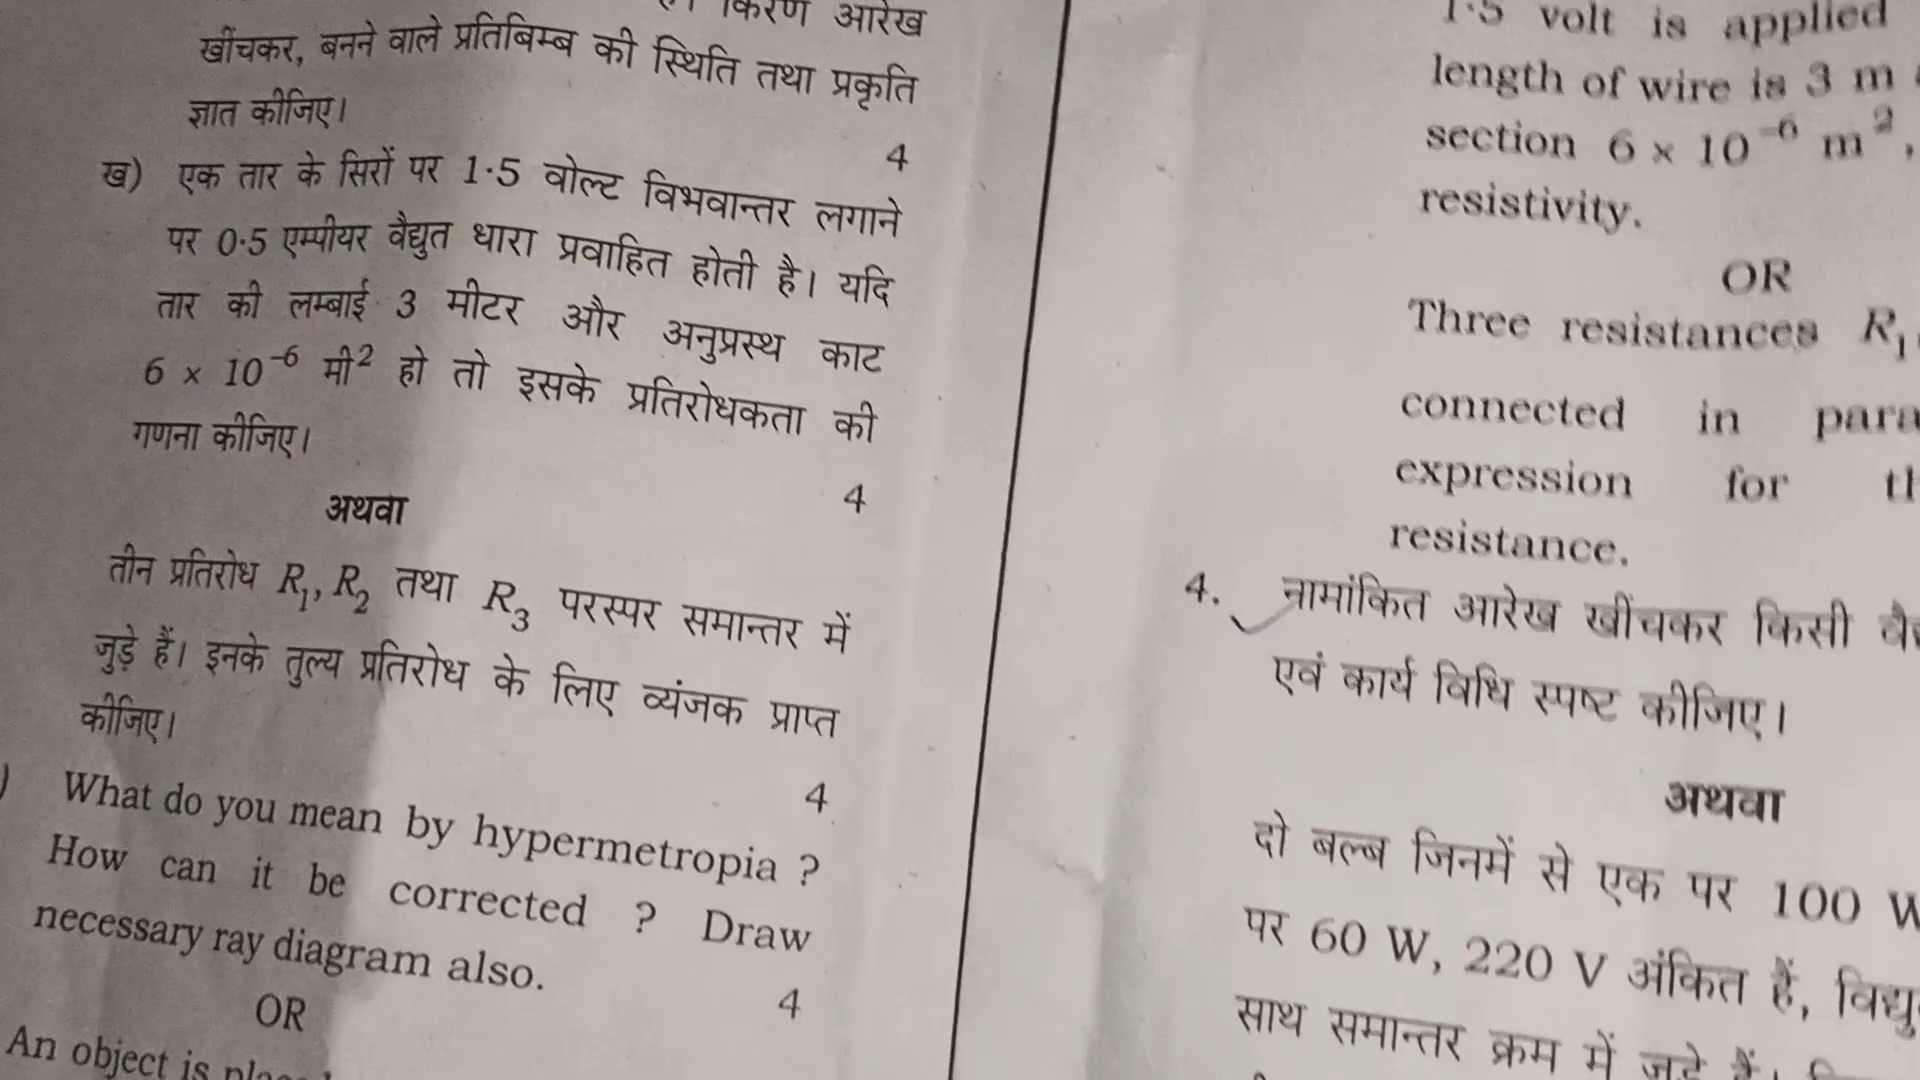 किरण आरेख
खींचकर, बनने वाले प्रतिबिम्ब की स्थिति तथा प्रकृति
ज्ञात कीजिए।
4
ख) एक तार के सिरों पर 1·5 वोल्ट विभवान्तर लगाने
पर 0·5 एम्पीयर वैद्युत धारा प्रवाहित होती है। यदि
तार की लम्बाई 3 मीटर और अनुप्रस्थ काट
6 × 10⁻⁶ मी² हो तो इसके प्रतिरोधकता की
गणना कीजिए।
4
अथवा
तीन प्रतिरोध R₁, R₂ तथा R₃ परस्पर समान्तर में
जुड़े हैं। इनके तुल्य प्रतिरोध के लिए व्यंजक प्राप्त
कीजिए।
4
) What do you mean by hypermetropia ?
How can it be corrected ? Draw
necessary ray diagram also.
4
OR
An object is
1·5 volt is applied
length of wire is 3 m
section 6 × 10⁻⁶ m²,
resistivity.
OR
Three resistances R₁
connected in
expression for
resistance.
4. नामांकित आरेख खींचकर किसी
एवं कार्य विधि स्पष्ट कीजिए।
अथवा
दो बल्ब जिनमें से एक पर 100 W
पर 60 W, 220 V अंकित हैं,
साथ समान्तर क्रम में जुड़े हैं।